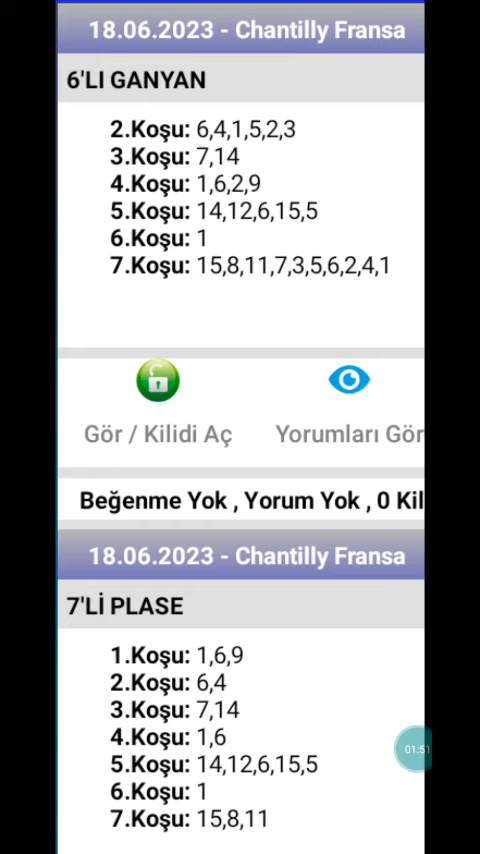 18.06.2023 - Chantilly Fransa
6'LI GANYAN
2.Koşu: 6,4,1,5,2,3
3.Koşu: 7,14
4.Koşu: 1,6,2,9
5.Koşu: 14,12,6,15,5
6.Koşu: 1
7.Koşu: 15,8,11,7,3,5,6,2,4,1
Gör / Kilidi Aç Yorumları Gör
Beğenme Yok , Yorum Yok , 0 Kil
18.06.2023 - Chantilly Fransa
7'Lİ PLASE
1.Koşu: 1,6,9
2.Koşu: 6,4
3.Koşu: 7,14
4.Koşu: 1,6
01:51
5.Koşu: 14,12,6,15,5
6.Koşu: 1
7.Koşu: 15,8,11